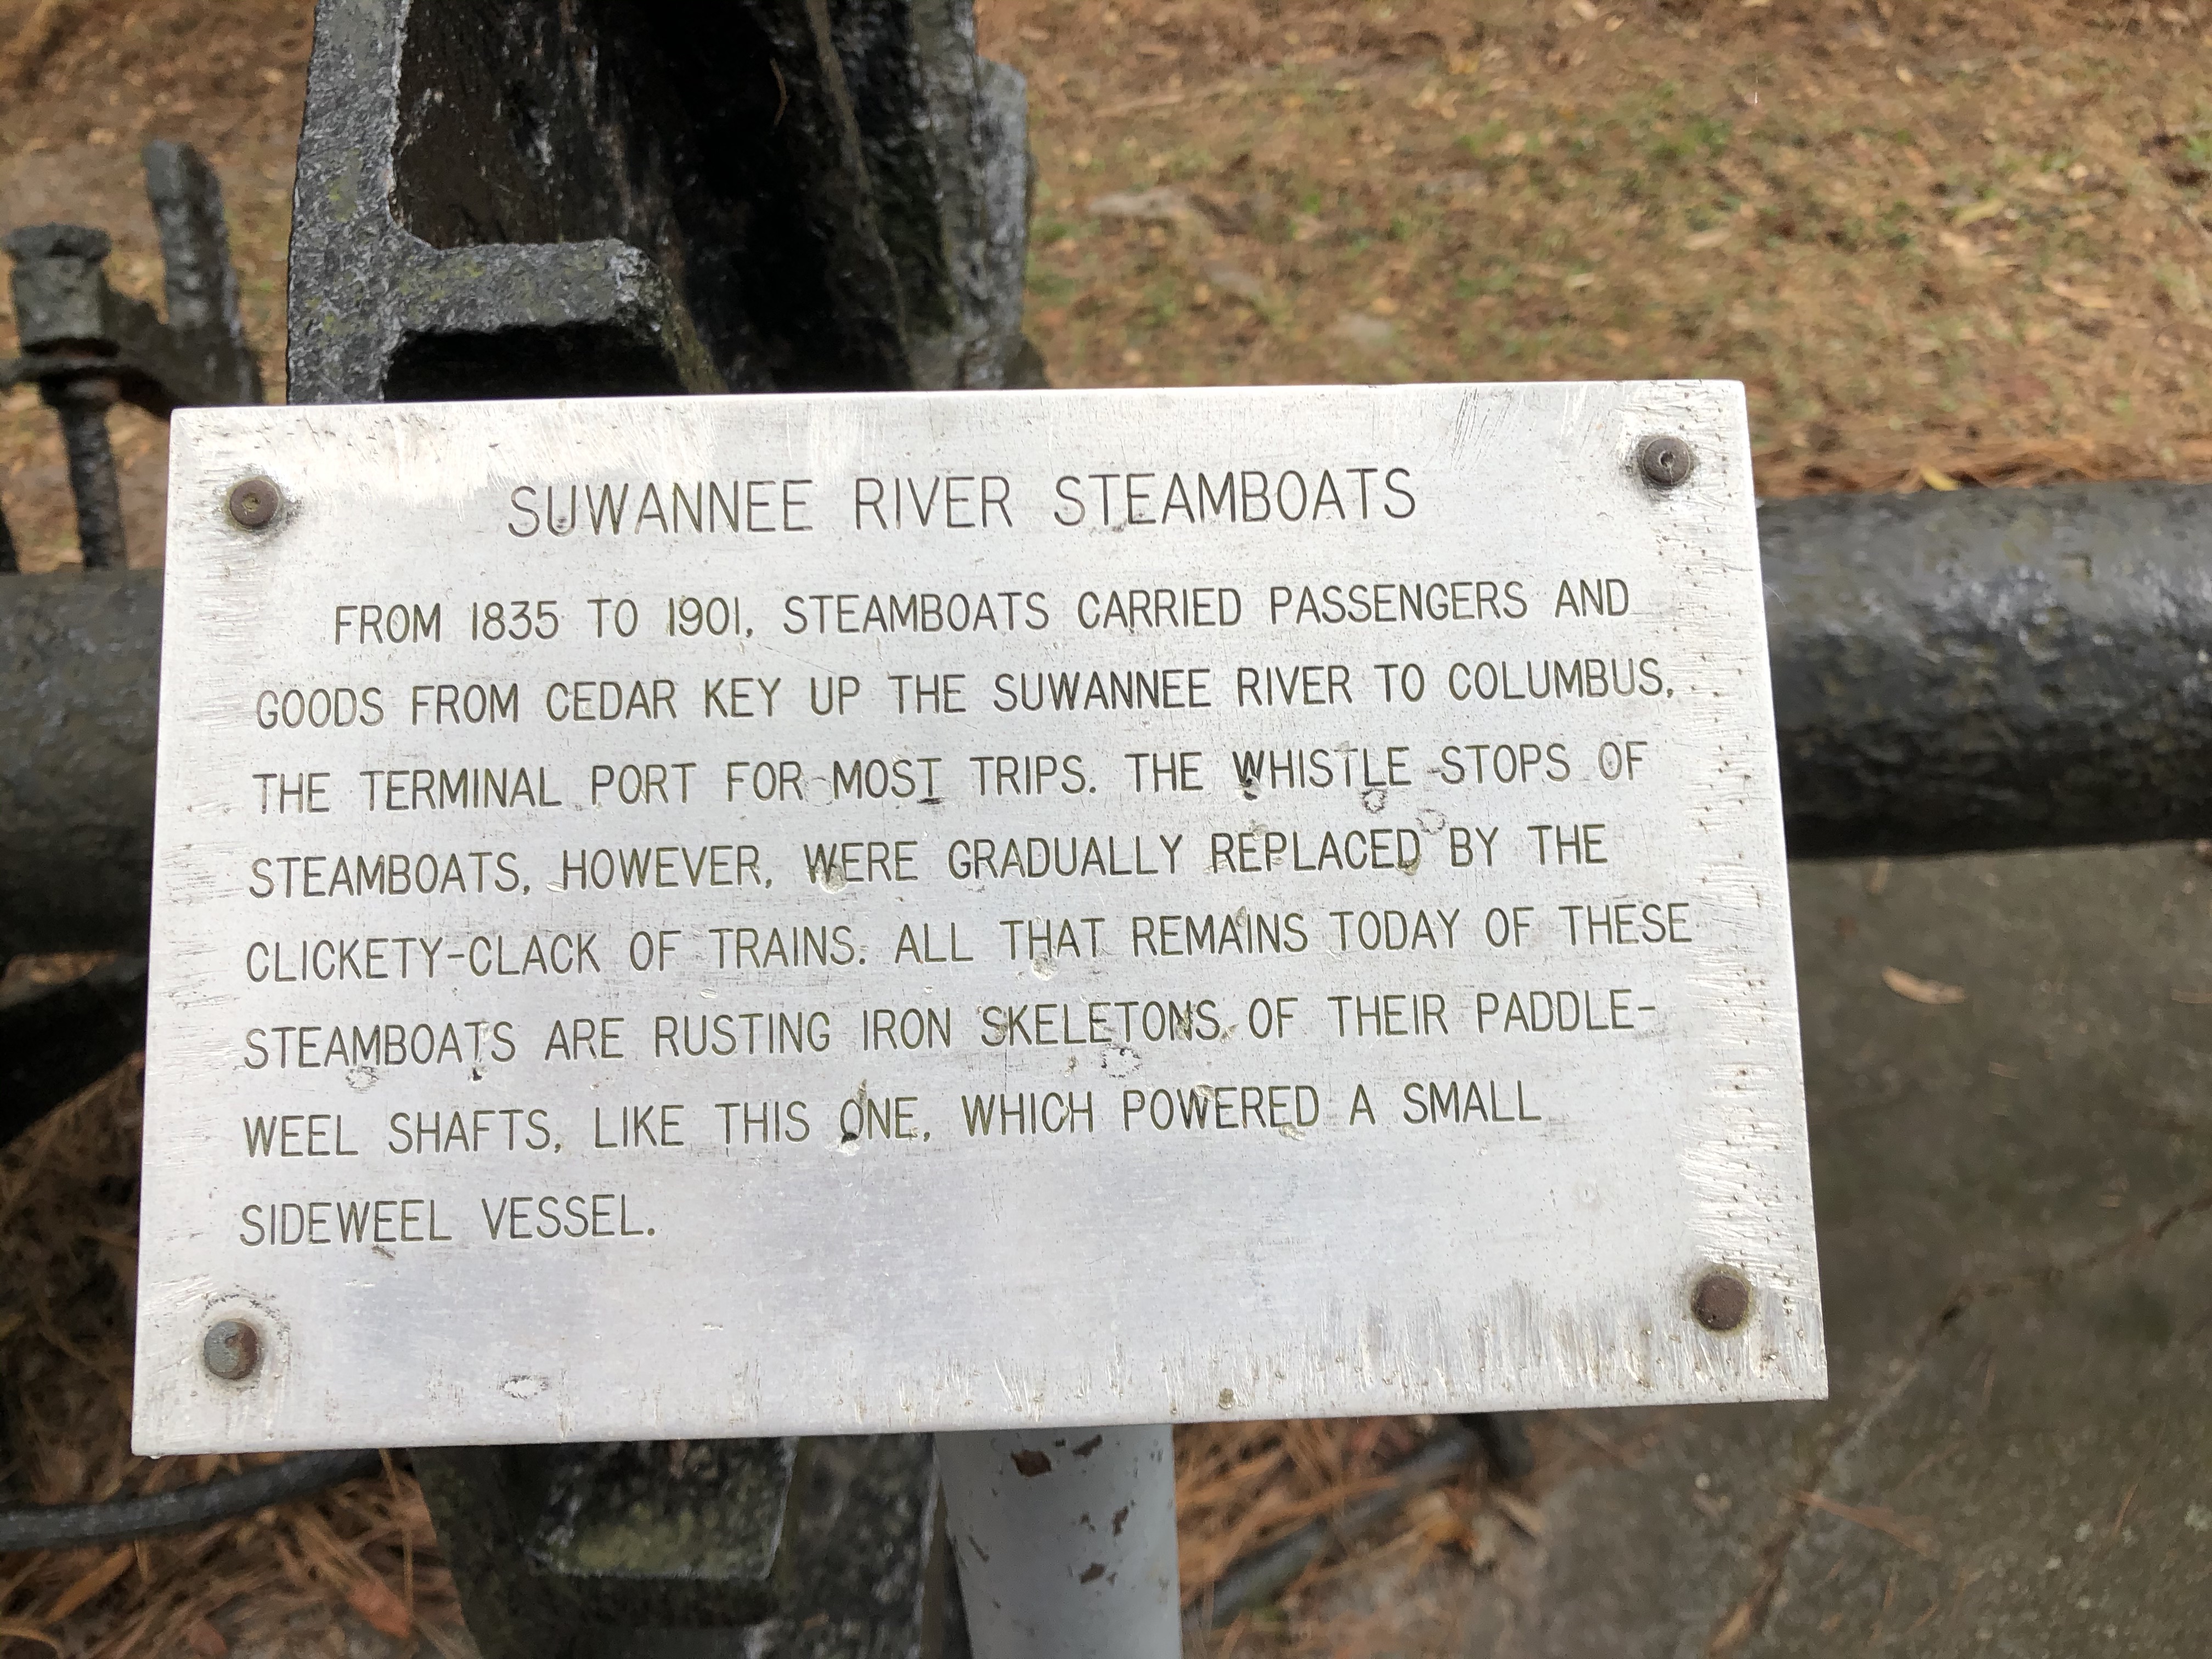 SUWANNEE RIVER STEAMBOATS
FROM 1835 TO 1901, STEAMBOATS CARRIED PASSENGERS AND
GOODS FROM CEDAR KEY UP THE SUWANNEE RIVER TO COLUMBUS,
THE TERMINAL PORT FOR MOST TRIPS. THE WHISTLE STOPS OF
STEAMBOATS, HOWEVER, WERE GRADUALLY REPLACED BY THE
CLICKETY-CLACK OF TRAINS. ALL THAT REMAINS TODAY OF THESE
STEAMBOATS ARE RUSTING IRON SKELETONS OF THEIR PADDLE-
WEEL SHAFTS, LIKE THIS ONE, WHICH POWERED A SMALL
SIDEWEEL VESSEL.